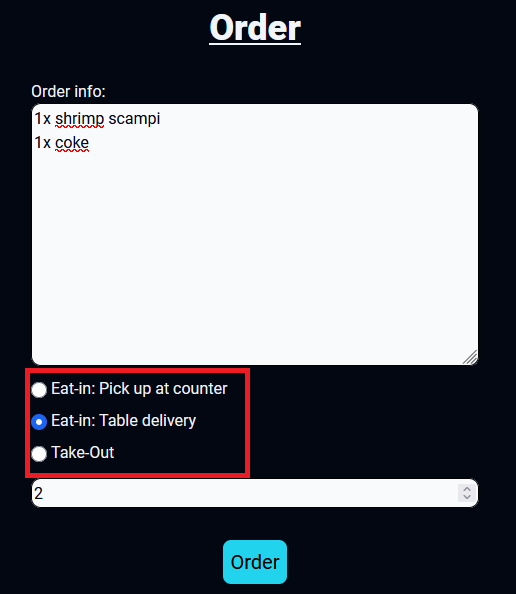 Order
Order info:
1x shrimp scampi
1x coke
Eat-in: Pick up at counter
Eat-in: Table delivery
Take-Out
2
Order